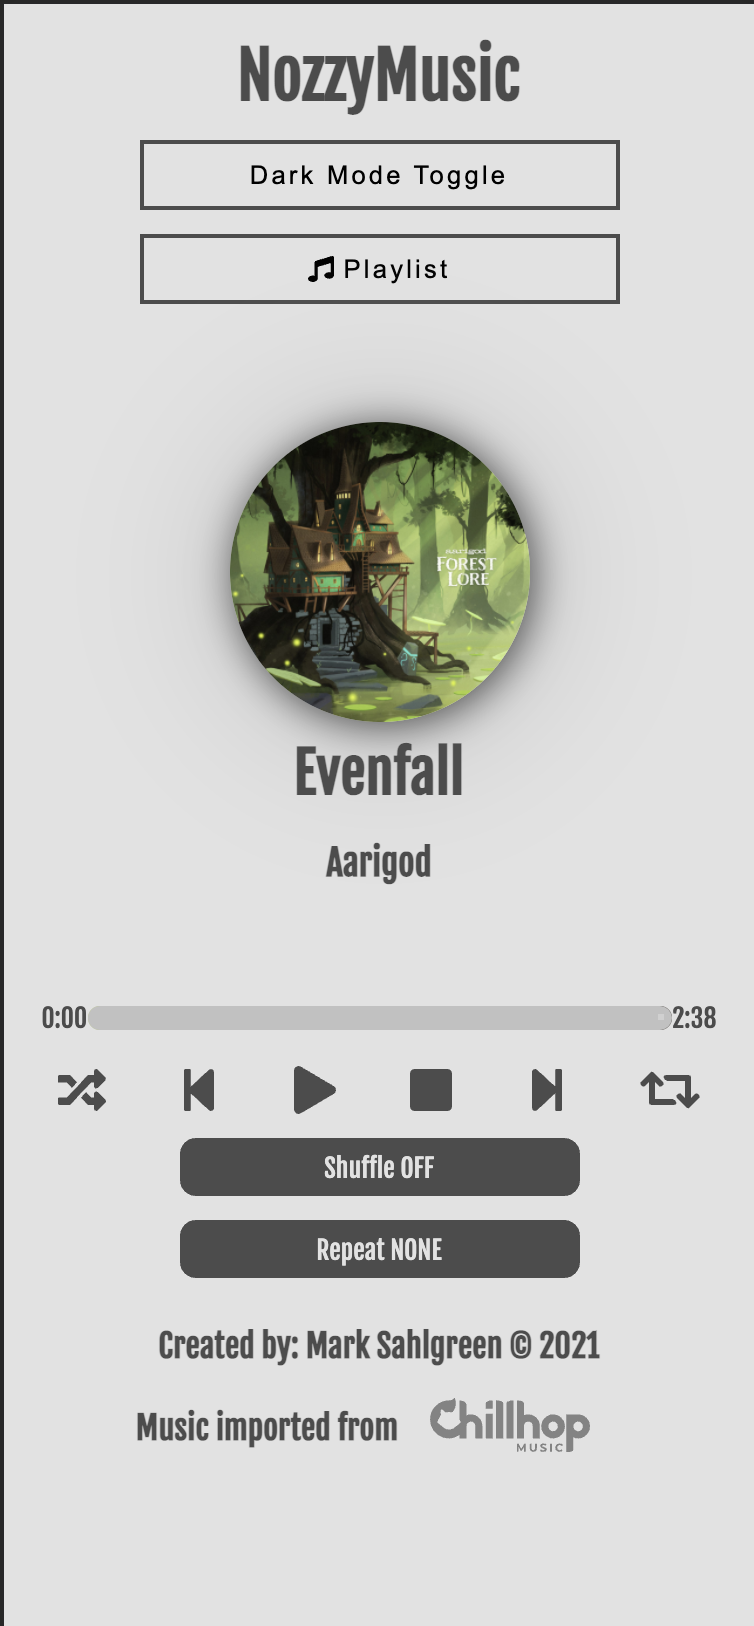 NozzyMusic
Dark Mode Toggle
Playlist
aarigod
FOREST
LORE
Evenfall
Aarigod
0:00
2:38
Shuffle OFF
Repeat NONE
Created by: Mark Sahlgreen © 2021
Music imported from Chillhop
MUSIC